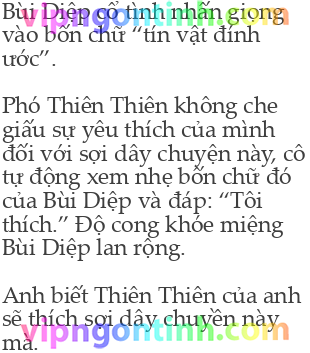 Bùi Diệp cố tình nhấn giọng
vào bốn chữ “tín vật đính
ước”.
Phó Thiên Thiên không che
giấu sự yêu thích của mình
đối với sợi dây chuyện này, cô
tự động xem nhẹ bốn chữ đó
của Bùi Diệp và đáp: “Tôi
thích.” Độ cong khóe miệng
Bùi Diệp lan rộng.
Anh biết Thiên Thiên của anh
sẽ thích sợi dây chuyền này
mà.
vipngontinh.com
vipngontinh.com
vipngontinh.com